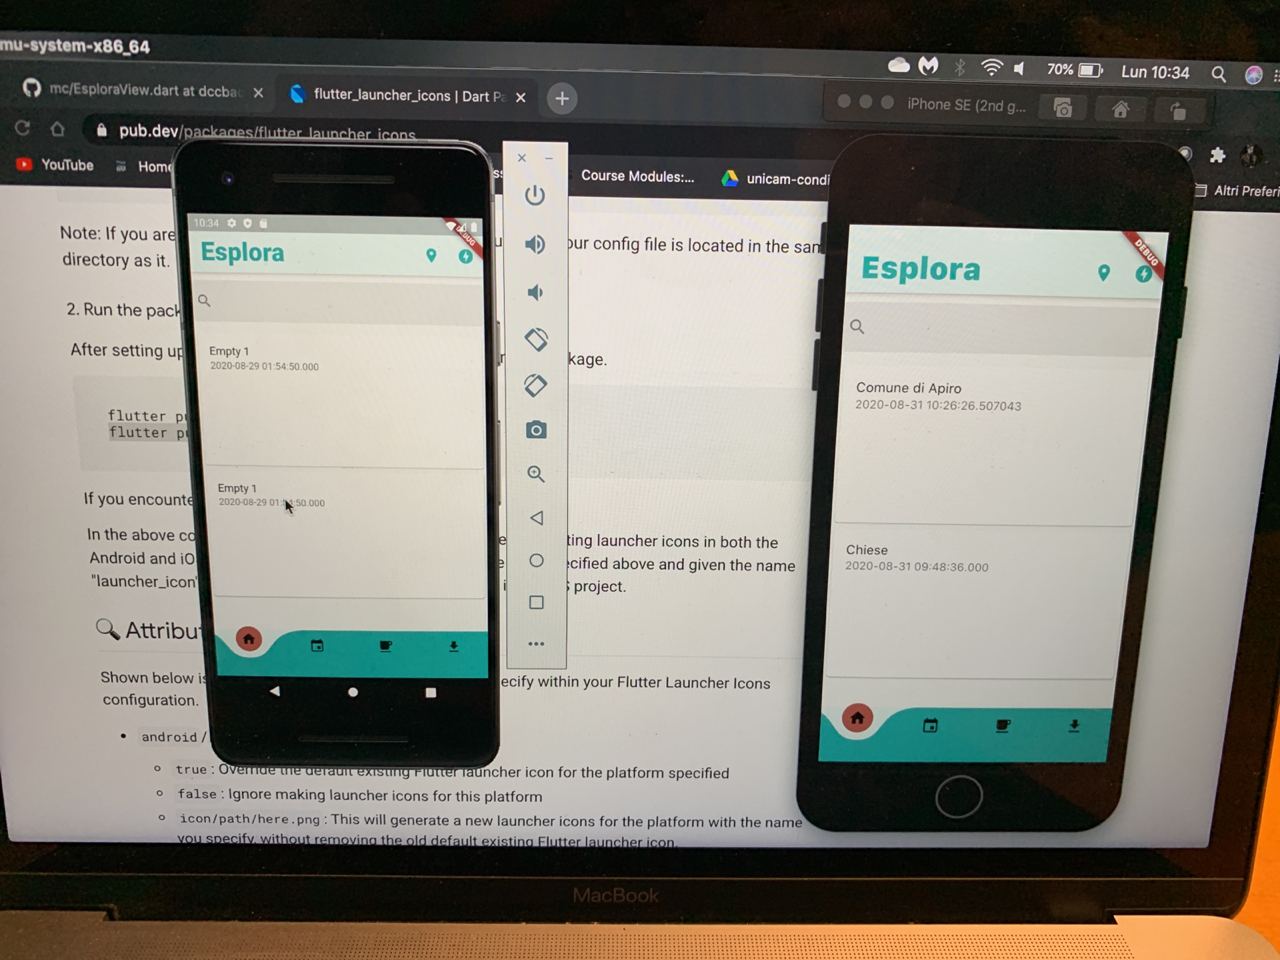 mu-system-x86_64
70% Lun 10:34
mc/EsploraView.dart at dccba
flutter_launcher_icons | Dart Pa
iPhone SE (2nd g...
pub.dev/packages/flutter_launcher_icons
YouTube
Home
Course Modules:...
unicam-condi
Altri Preferi
Note: If you are
our config file is located in the sam
directory as it.
2. Run the pack
After setting up
kage.
flutter pu
flutter pu
If you encounte
In the above co
ting launcher icons in both the
Android and iO
ecified above and given the name
"launcher_icon"
project.
Attribu
Shown below is
ecify within your Flutter Launcher Icons
configuration.
android /
true : Override the default existing Flutter launcher icon for the platform specified
false : Ignore making launcher icons for this platform
icon/path/here.png : This will generate a new launcher icons for the platform with the name
you specify, without removing the old default existing Flutter launcher icon.
10:34
DEBUG
Esplora
Empty 1
2020-08-29 01:54:50.000
Empty 1
2020-08-29 01: :50.000
DEBUG
Esplora
Comune di Apiro
2020-08-31 10:26:26.507043
Chiese
2020-08-31 09:48:36.000
MacBook